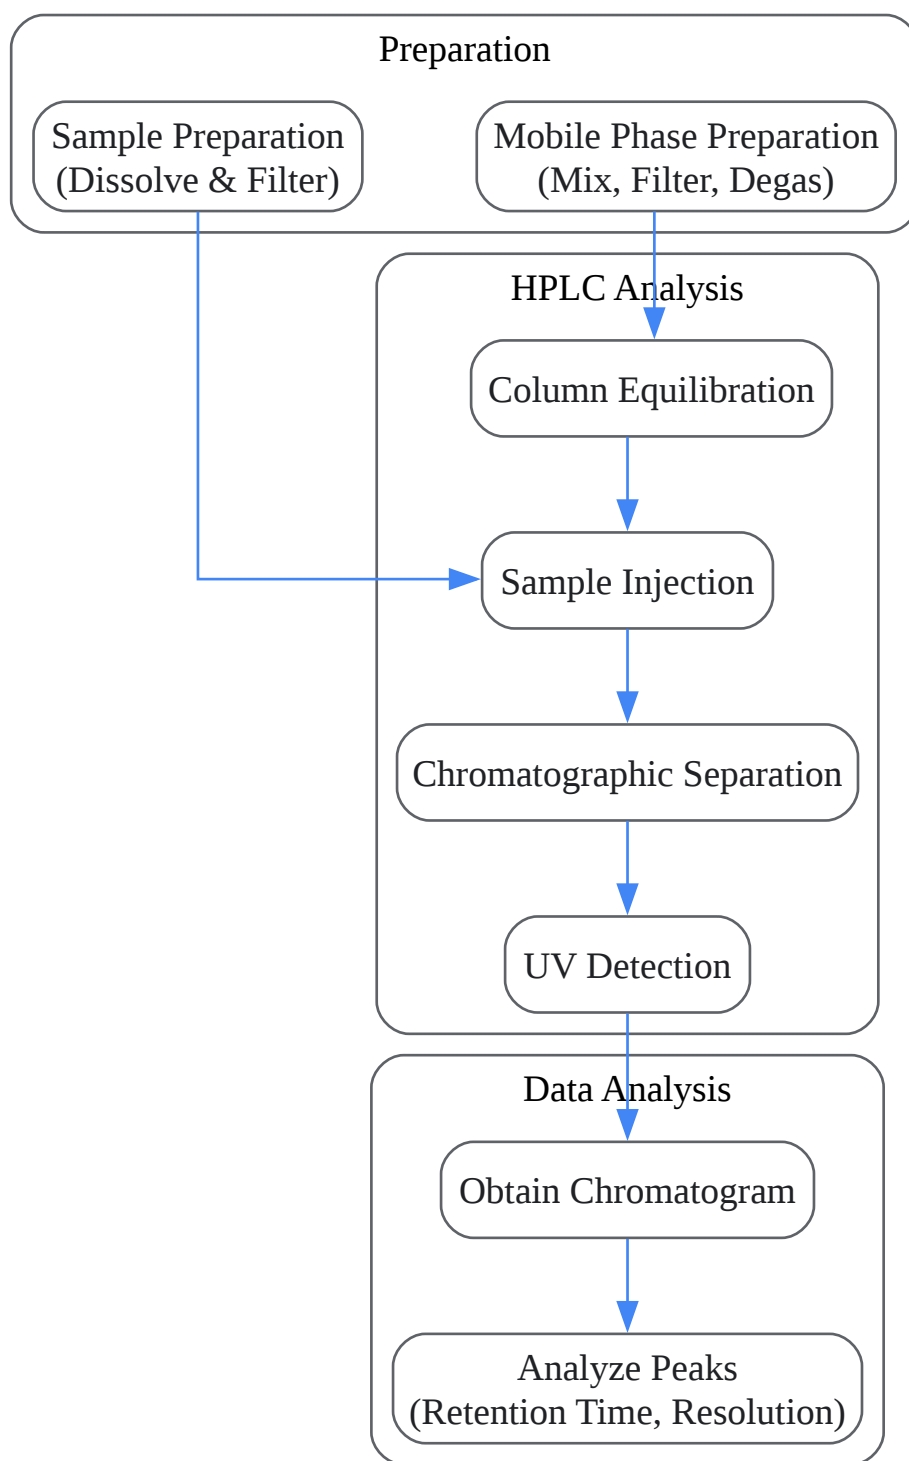 Preparation
Sample Preparation
(Dissolve & Filter)
Mobile Phase Preparation
(Mix, Filter, Degas)
HPLC Analysis
Column Equilibration
Sample Injection
Chromatographic Separation
UV Detection
Data Analysis
Obtain Chromatogram
Analyze Peaks
(Retention Time, Resolution)